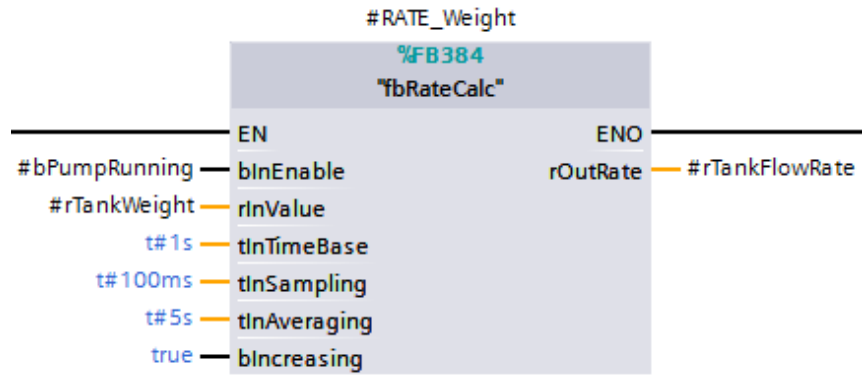 #RATE_Weight
%FB384
"fbRateCalc"
EN ENO
#bPumpRunning bInEnable rOutRate #rTankFlowRate
#rTankWeight rInValue
t#1s tInTimeBase
t#100ms tInSampling
t#5s tInAveraging
true bIncreasing